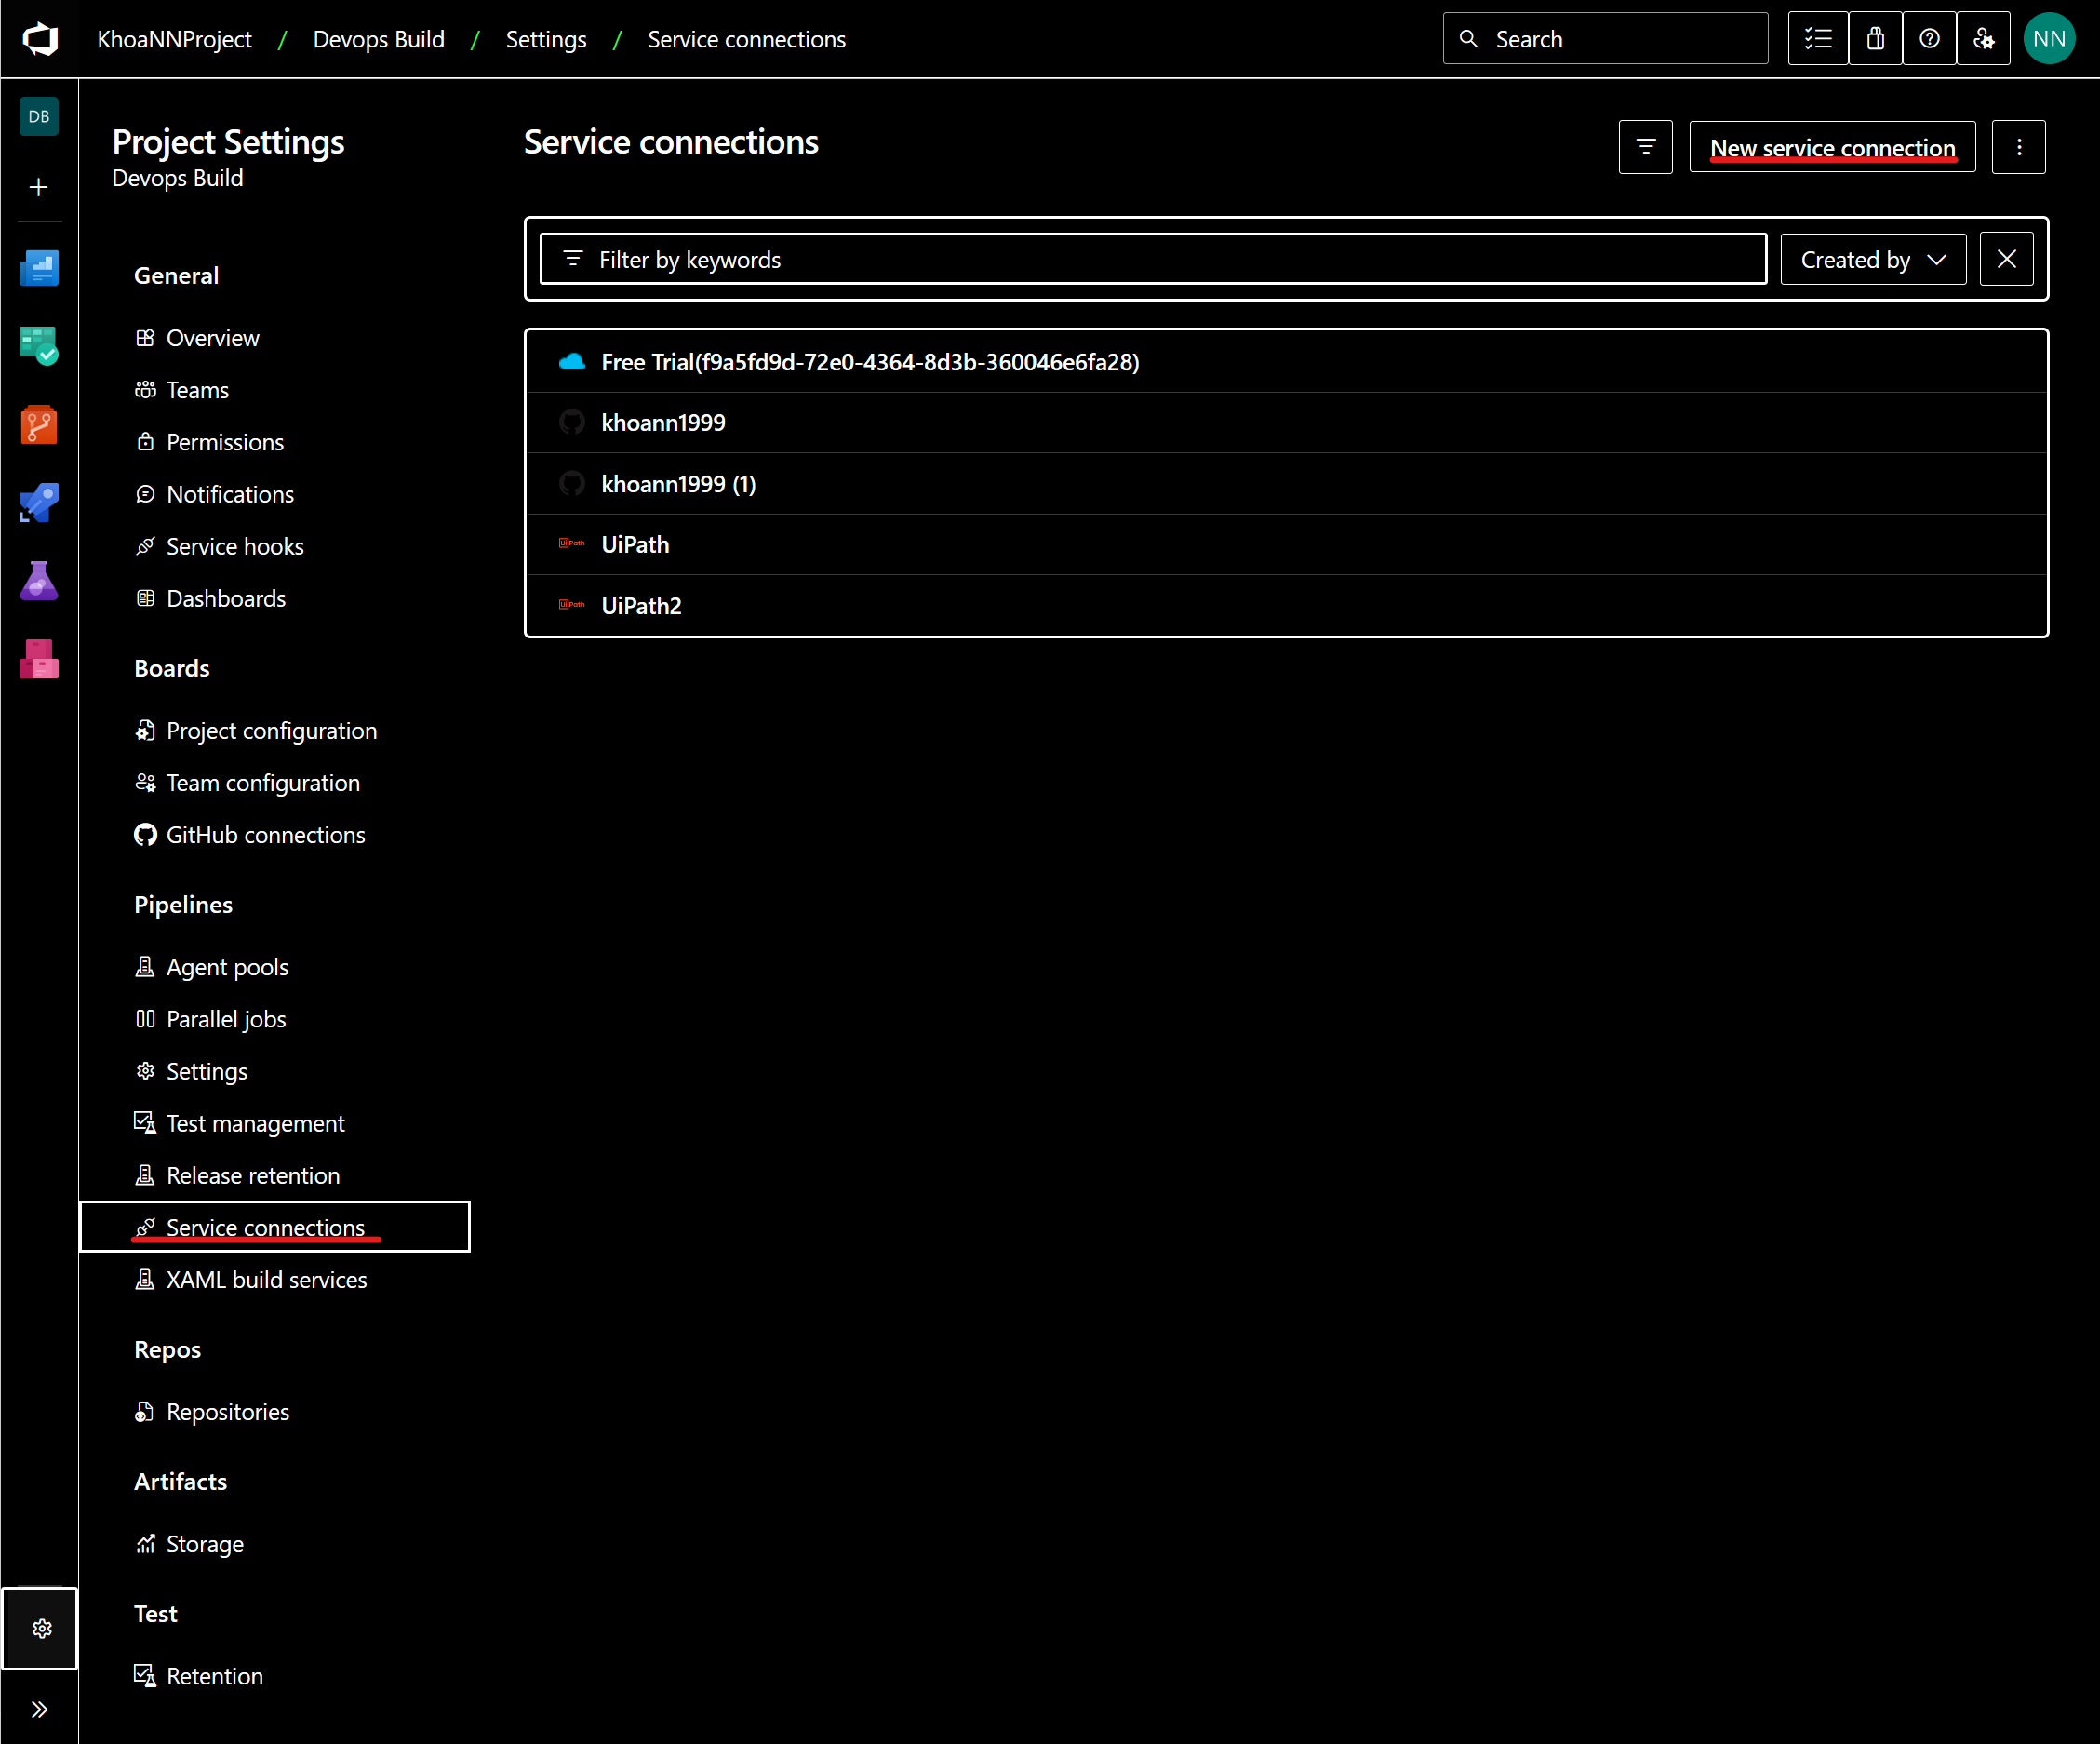 KhoaNNProject / Devops Build / Settings / Service connections
Search
NN
DB
Project Settings
Devops Build
General
Overview
Teams
Permissions
Notifications
Service hooks
Dashboards
Boards
Project configuration
Team configuration
GitHub connections
Pipelines
Agent pools
Parallel jobs
Settings
Test management
Release retention
Service connections
XAML build services
Repos
Repositories
Artifacts
Storage
Test
Retention
Service connections
New service connection
Filter by keywords
Created by
Free Trial(f9a5fd9d-72e0-4364-8d3b-360046e6fa28)
khoann1999
khoann1999 (1)
UiPath UiPath
UiPath UiPath2